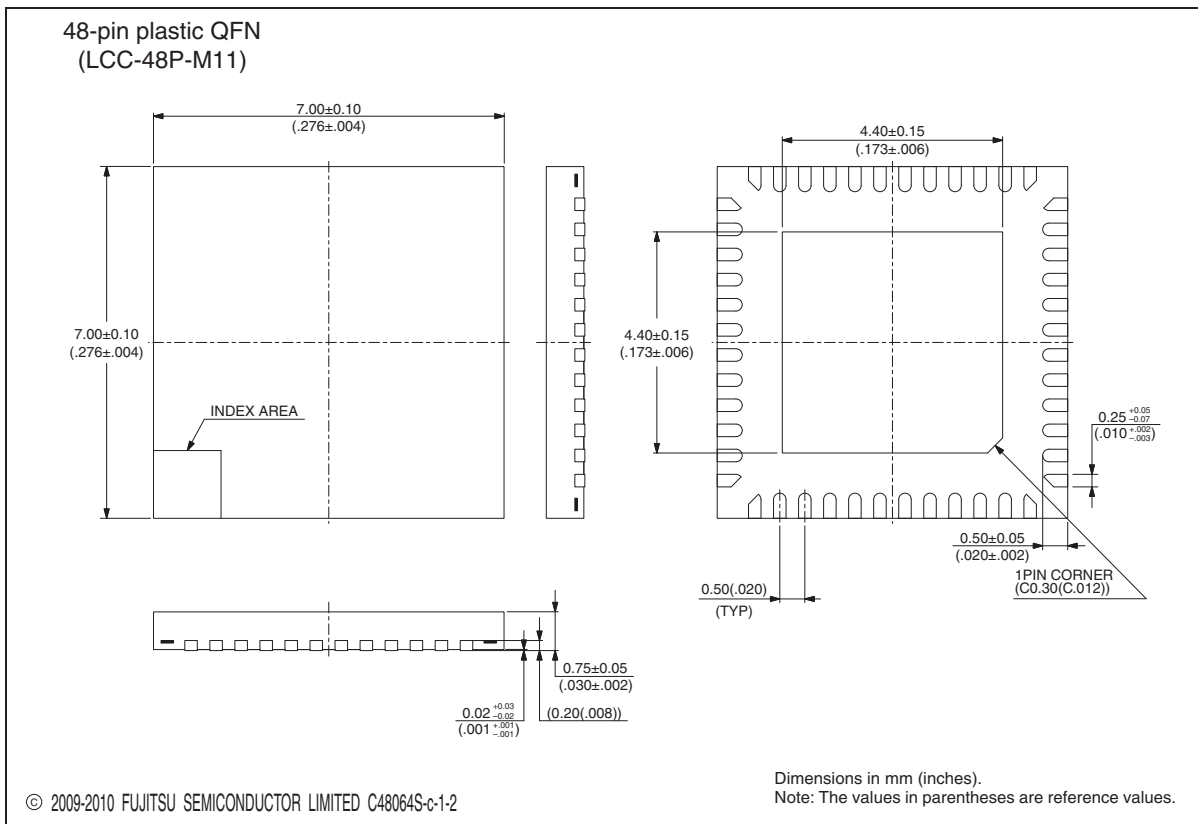 48-pin plastic QFN
(LCC-48P-M11)
7.00±0.10
(.276±.004)
4.40±0.15
(.173±.006)
7.00±0.10
(.276±.004)
4.40±0.15
(.173±.006)
INDEX AREA
0.25 +0.05 −0.07
(.010 +.002 −.003)
0.50±0.05
(.020±.002)
1PIN CORNER
(C0.30(C.012))
0.50(.020)
(TYP)
0.75±0.05
(.030±.002)
0.02 +0.03 −0.02
(.001 +.001 −.001)
(0.20(.008))
Dimensions in mm (inches).
Note: The values in parentheses are reference values.
© 2009-2010 FUJITSU SEMICONDUCTOR LIMITED C48064S-c-1-2